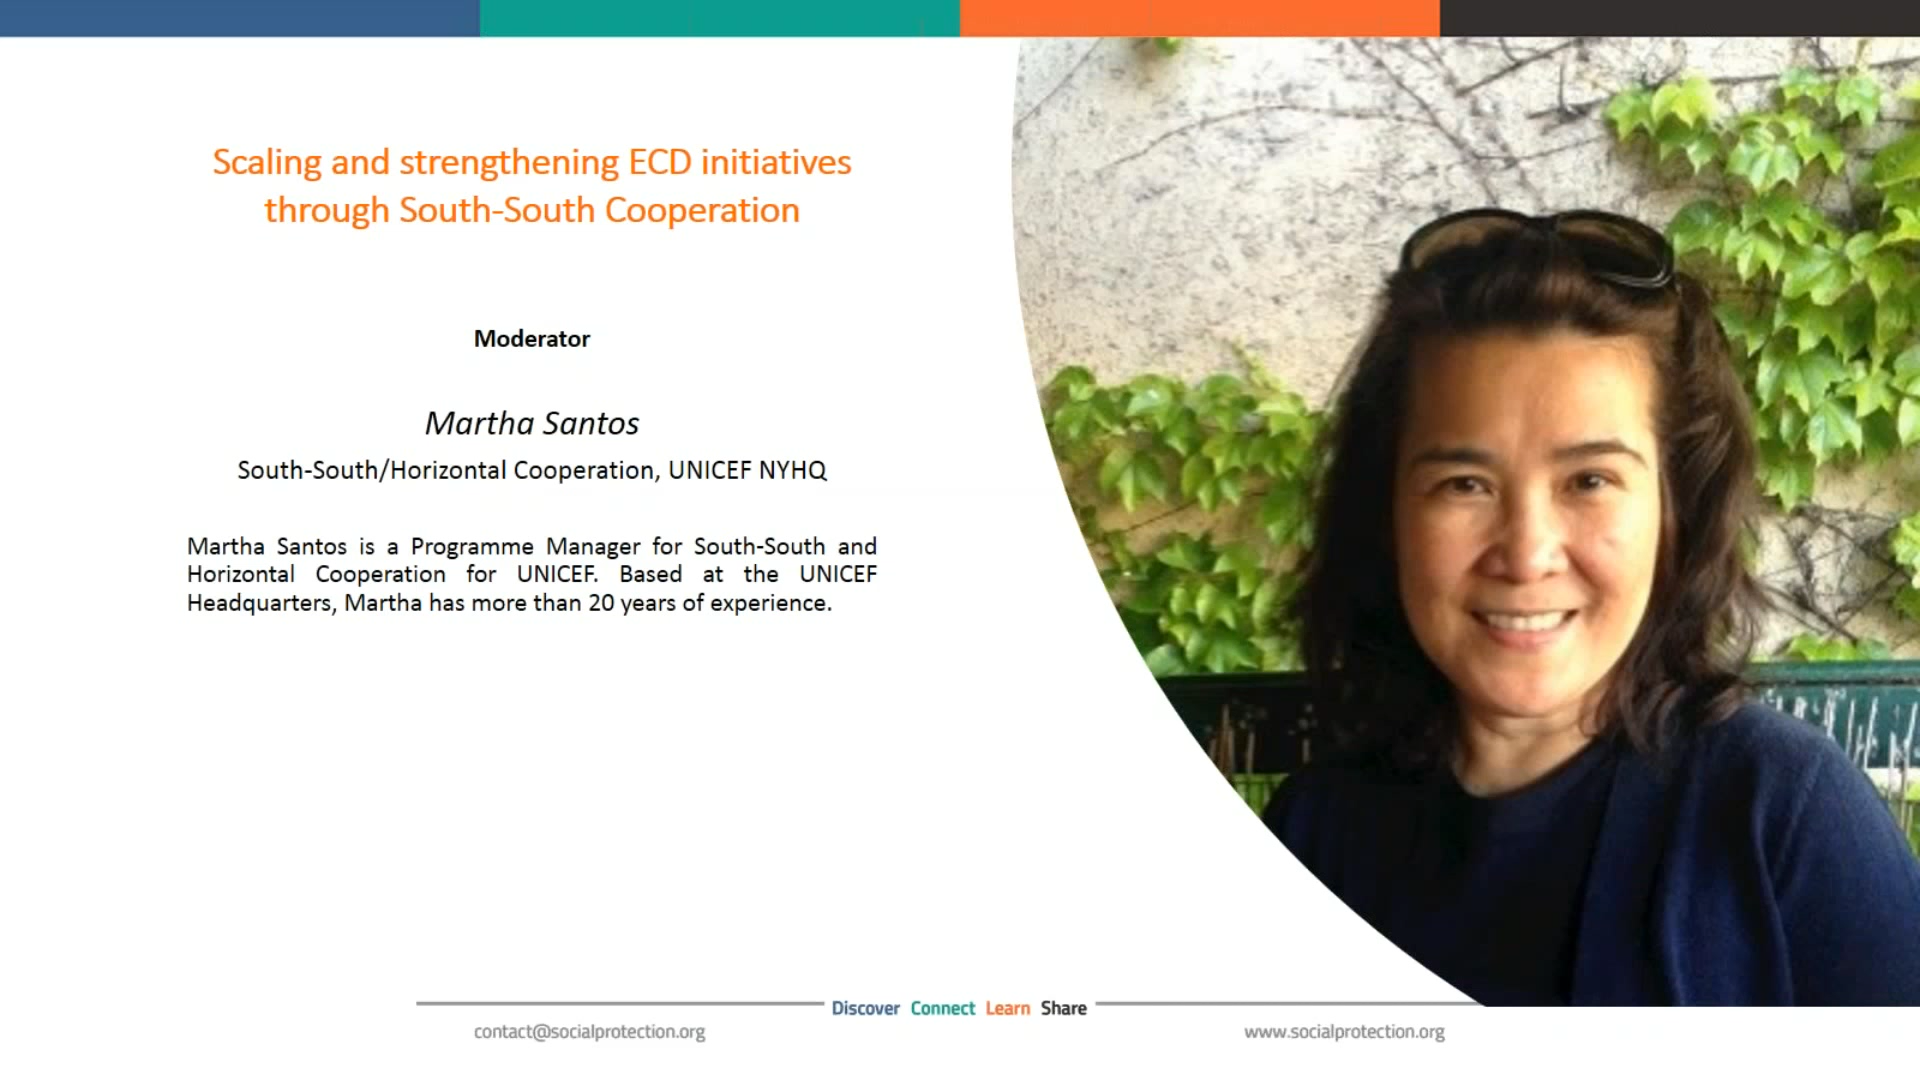 Scaling and strengthening ECD initiatives
through South-South Cooperation
Moderator
Martha Santos
South-South/Horizontal Cooperation, UNICEF NYHQ
Martha Santos is a Programme Manager for South-South and
Horizontal Cooperation for UNICEF. Based at the UNICEF
Headquarters, Martha has more than 20 years of experience.
Discover Connect Learn Share
contact@socialprotection.org
www.socialprotection.org